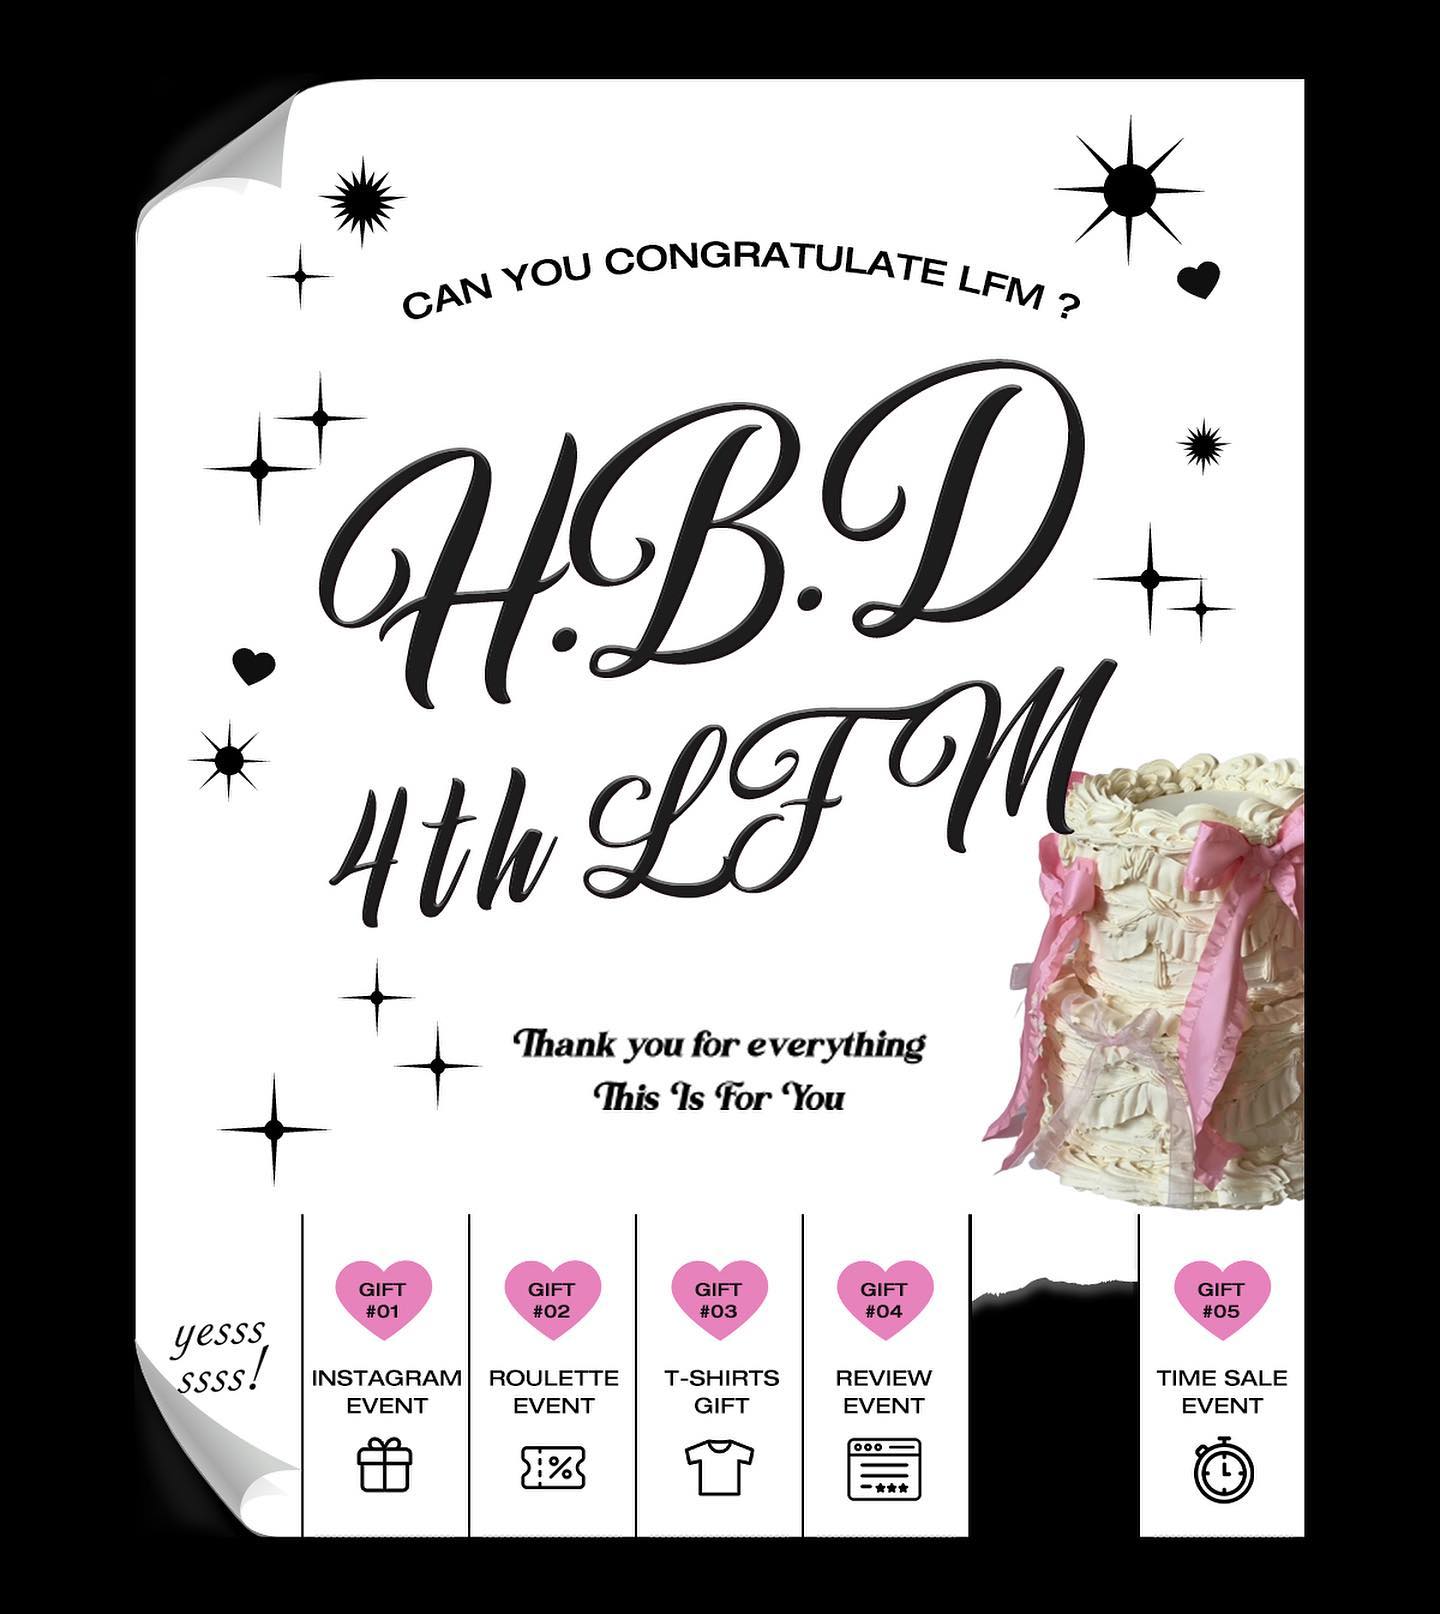 CAN YOU CONGRATULATE LFM ?
H.B.D
4th LFM
Thank you for everything
This Is For You
yesss
ssss!
GIFT
#01
INSTAGRAM
EVENT
GIFT
#02
ROULETTE
EVENT
GIFT
#03
T-SHIRTS
GIFT
GIFT
#04
REVIEW
EVENT
GIFT
#05
TIME SALE
EVENT